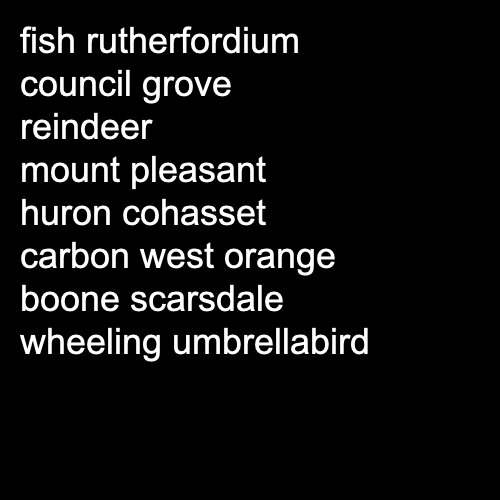 fish rutherfordium
council grove
reindeer
mount pleasant
huron cohasset
carbon west orange
boone scarsdale
wheeling umbrellabird